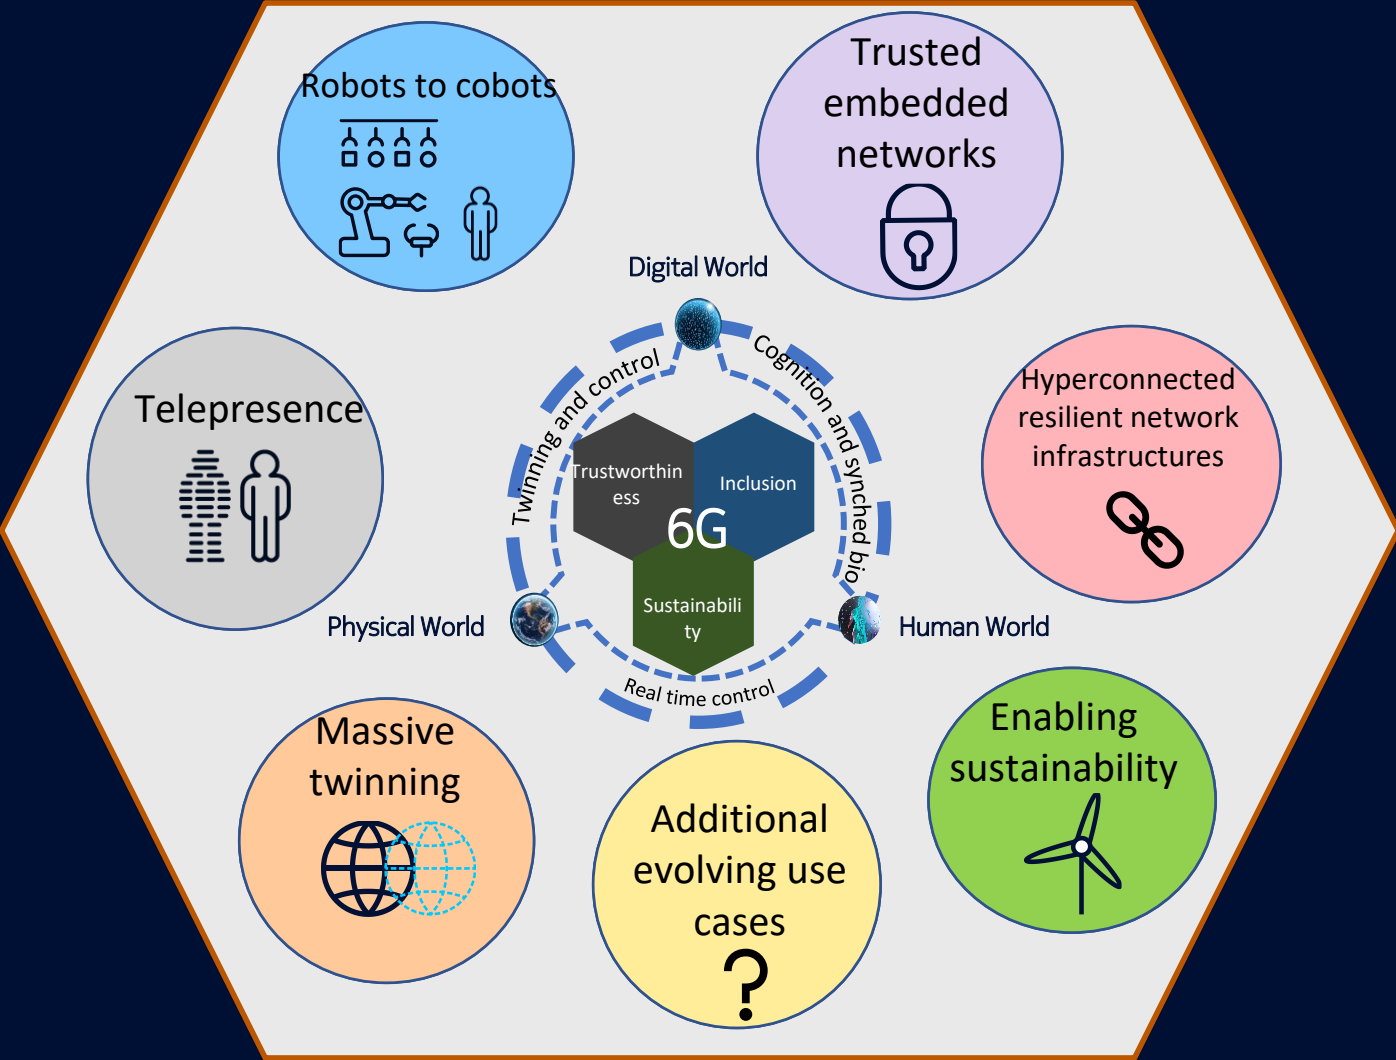 Robots to cobots
Trusted
embedded
networks
Digital World
Twinning and control
Cognition and synched bio
Telepresence
Hyperconnected
resilient network
infrastructures
Trustworthin
ess
Inclusion
6G
Sustainabili
ty
Physical World
Human World
Real time control
Massive
twinning
Additional
evolving use
cases
?
Enabling
sustainability